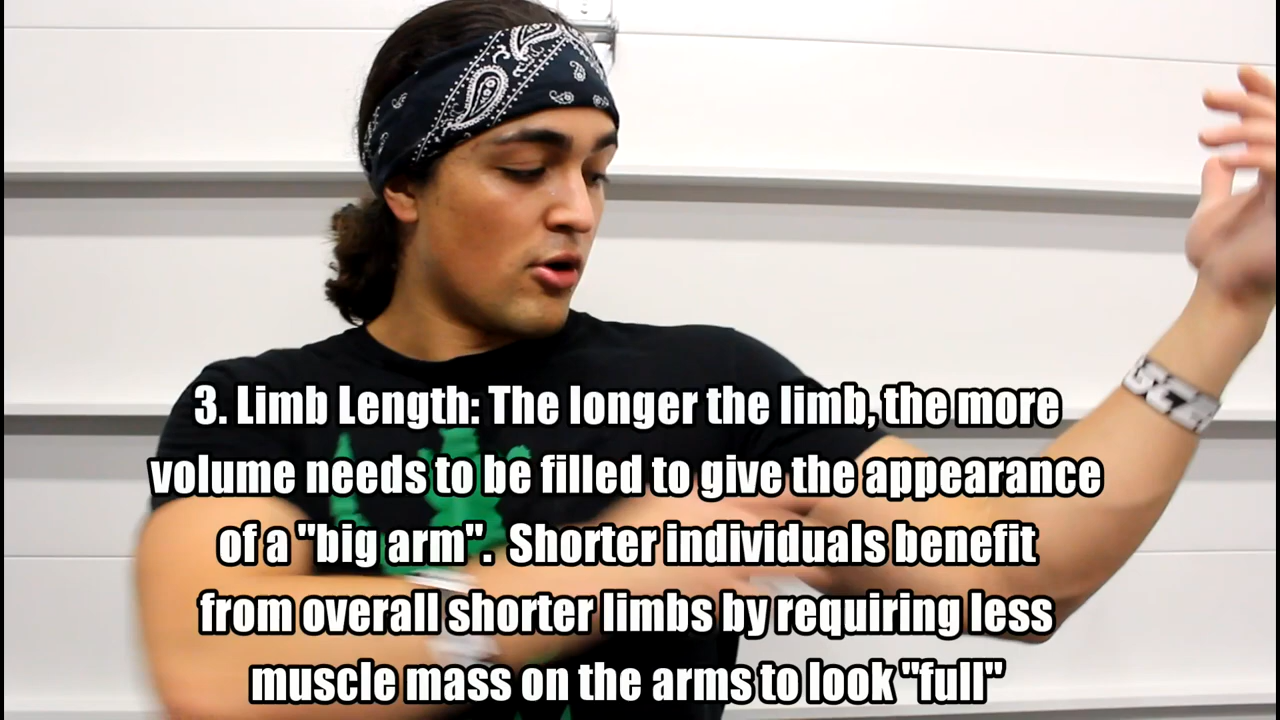 3. Limb Length: The longer the limb, the more
volume needs to be filled to give the appearance
of a "big arm".  Shorter individuals benefit
from overall shorter limbs by requiring less
muscle mass on the arms to look "full"